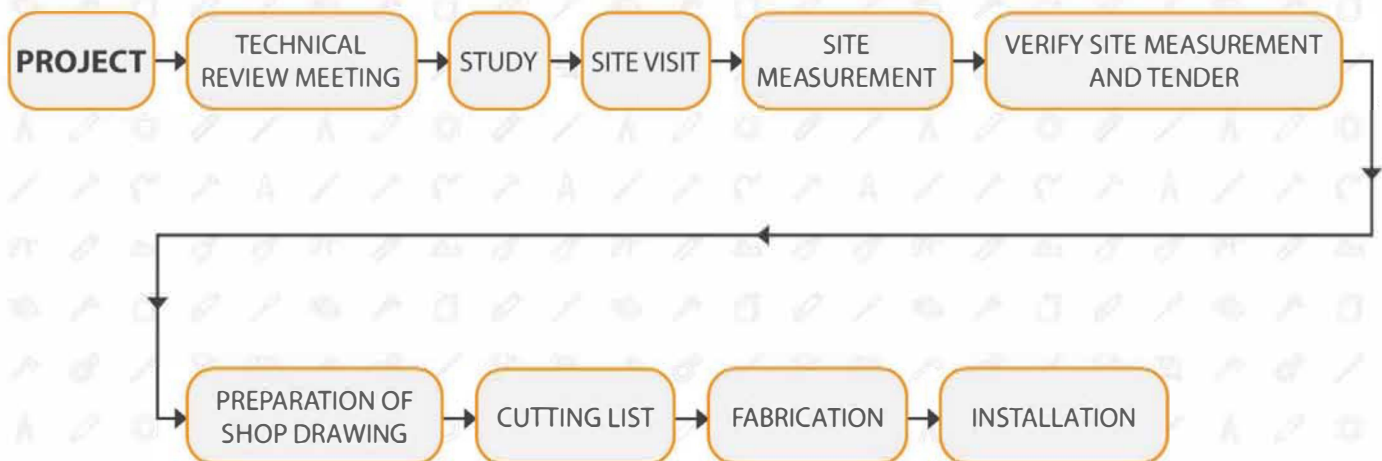 PROJECT
TECHNICAL
REVIEW MEETING
STUDY
SITE VISIT
SITE
MEASUREMENT
VERIFY SITE MEASUREMENT
AND TENDER
PREPARATION OF
SHOP DRAWING
CUTTING LIST
FABRICATION
INSTALLATION